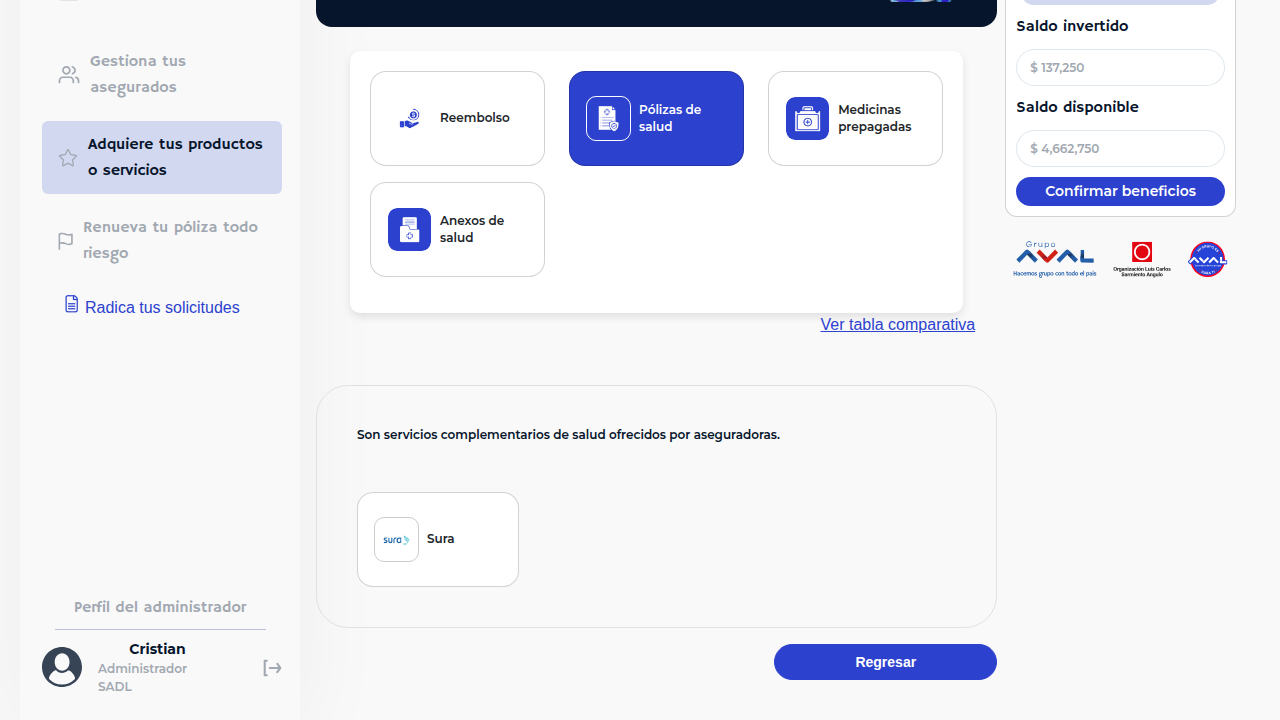 Gestiona tus
asegurados
Adquiere tus productos
o servicios
Renueva tu póliza todo
riesgo
Radica tus solicitudes
Perfil del administrador
Cristian
Administrador
SADL
Reembolso
Pólizas de
salud
Medicinas
prepagadas
Anexos de
salud
Ver tabla comparativa
Son servicios complementarios de salud ofrecidos por aseguradoras.
sura
Sura
Regresar
Saldo invertido
$ 137,250
Saldo disponible
$ 4,662,750
Confirmar beneficios
Grupo
AVAL
Hacemos grupo con todo el país
Organización Luis Carlos
Sarmiento Angulo
AVAL